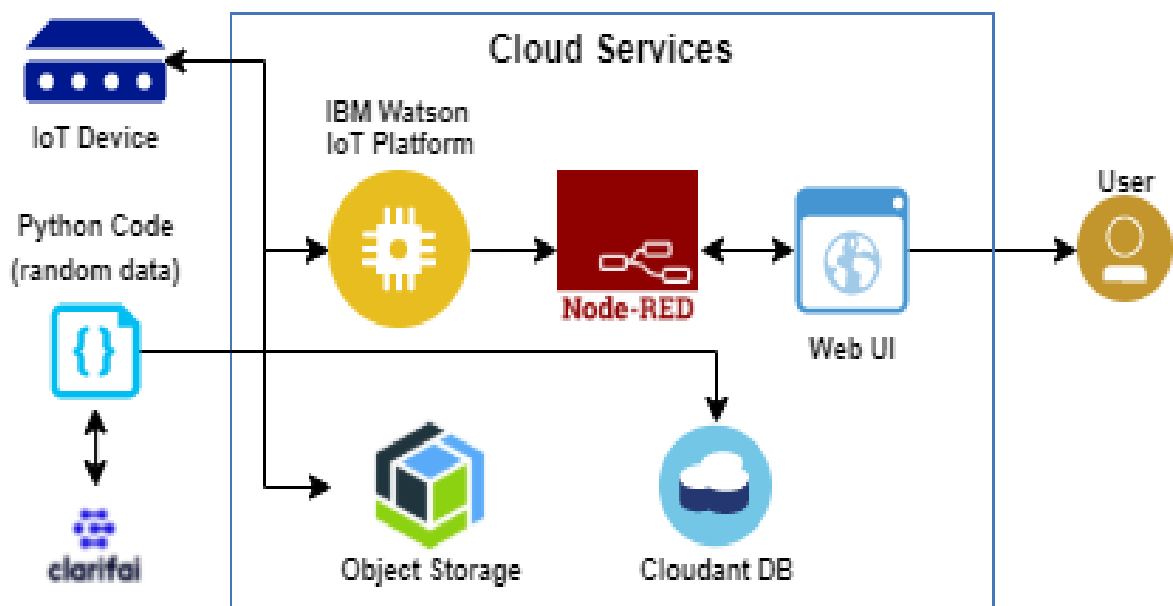 Cloud Services
IoT Device
IBM Watson
IoT Platform
Python Code
(random data)
User
Node-RED
Web UI
clarifai
Object Storage
Cloudant DB